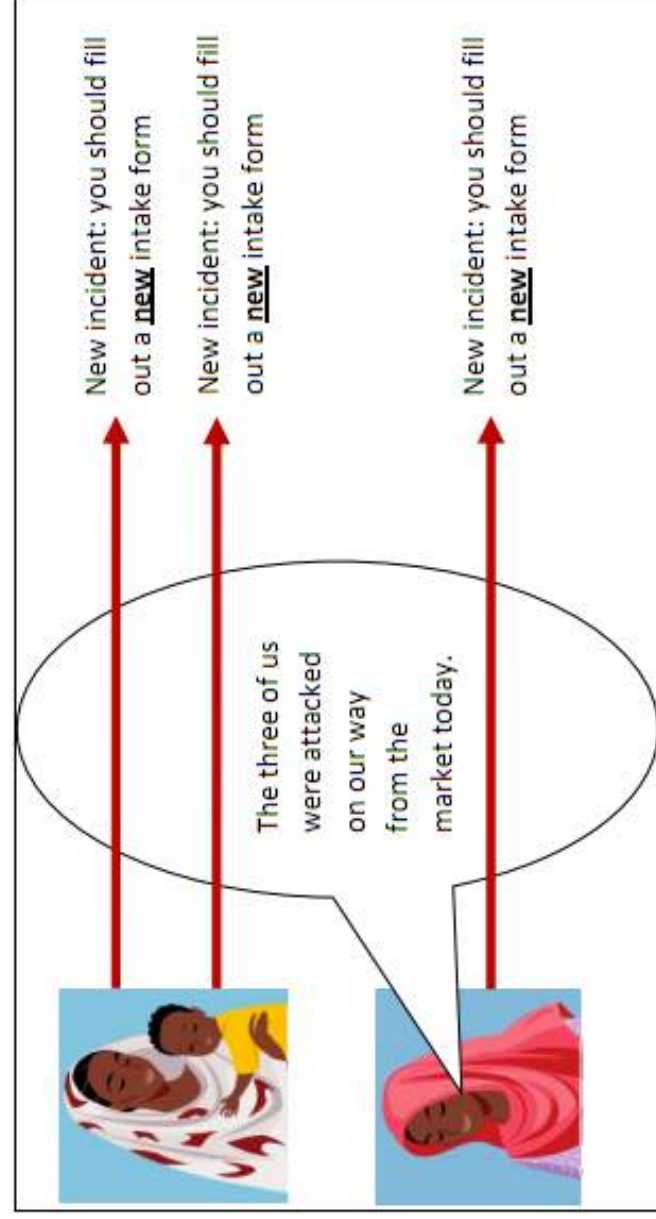 New incident: you should fill
out a new intake form
New incident: you should fill
out a new intake form
The three of us
were attacked
on our way
from the
market today.
New incident: you should fill
out a new intake form